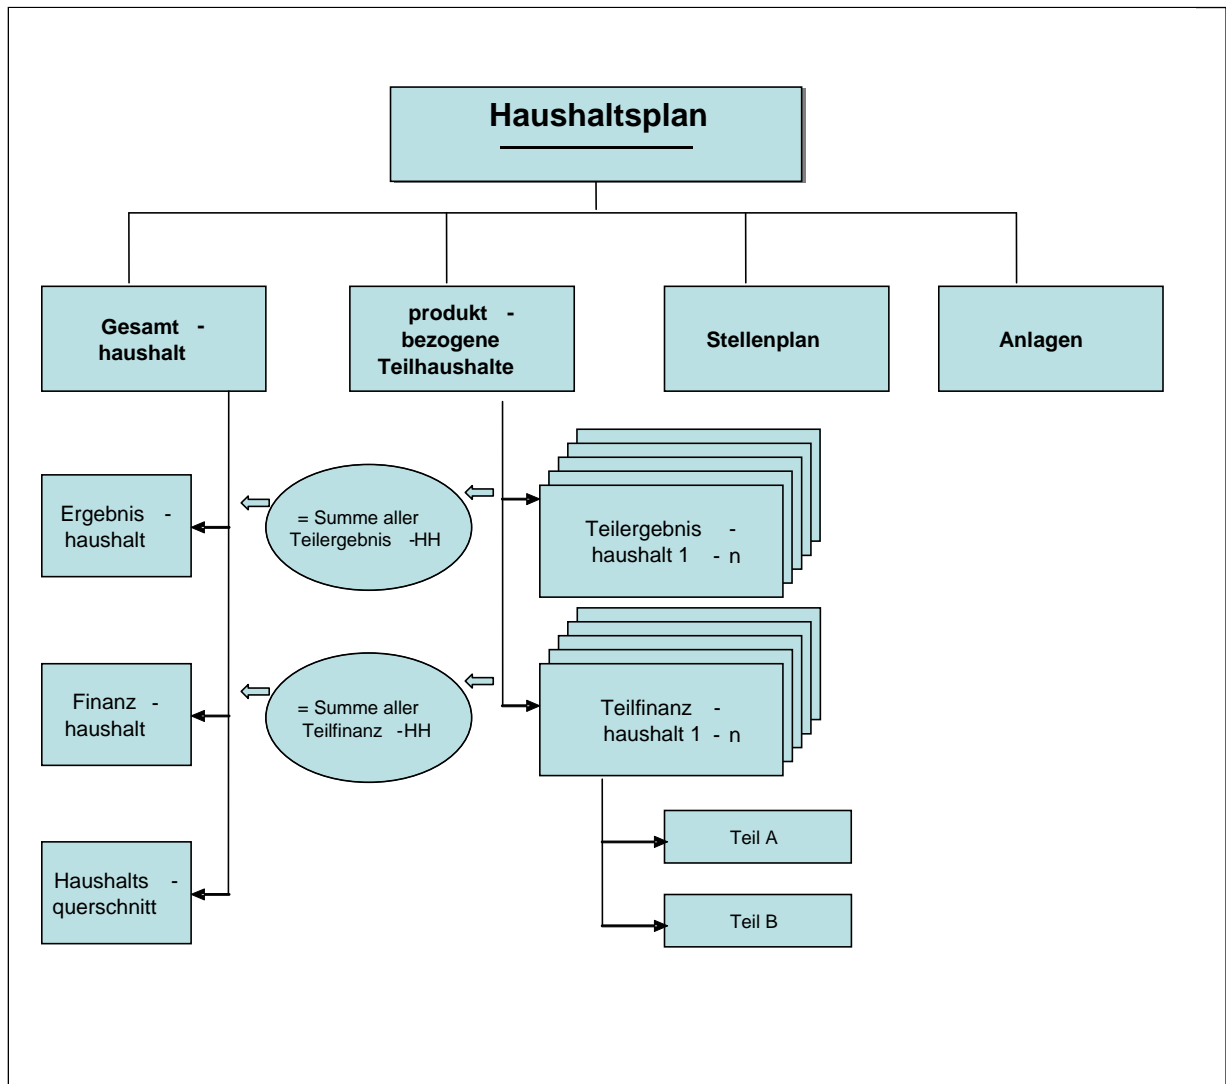 Haushaltsplan
Gesamt -
haushalt
produkt -
bezogene
Teilhaushalte
Stellenplan
Anlagen
Ergebnis -
haushalt
= Summe aller
Teilergebnis -HH
Teilergebnis -
haushalt 1 - n
Finanz -
haushalt
= Summe aller
Teilfinanz -HH
Teilfinanz -
haushalt 1 - n
Teil A
Haushalts -
querschnitt
Teil B